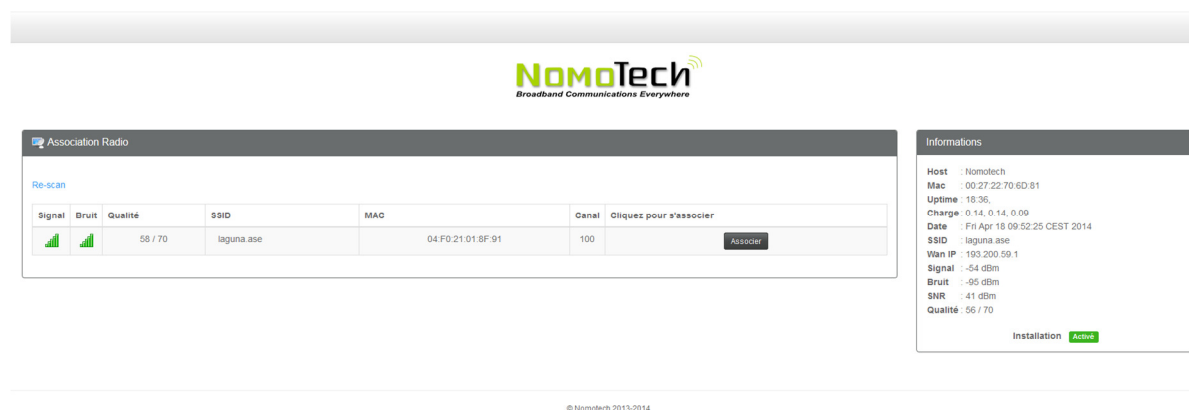 NomoTech
Broadband Communications Everywhere
Association Radio
Re-scan
Signal Bruit Qualité SSID MAC Canal Cliquez pour s'associer
58 / 70 laguna.ase 04:F0:21:01:8F:91 100 Associer
Informations
Host : Nomotech
Mac : 00:27:22:70:6D:81
Uptime : 18:36,
Charge : 0.14, 0.14, 0.09
Date : Fri Apr 18 09:52:25 CEST 2014
SSID : laguna.ase
Wan IP : 193.200.59.1
Signal : -54 dBm
Bruit : -95 dBm
SNR : 41 dBm
Qualité : 56 / 70
Installation Activé
© Nomotech 2013-2014